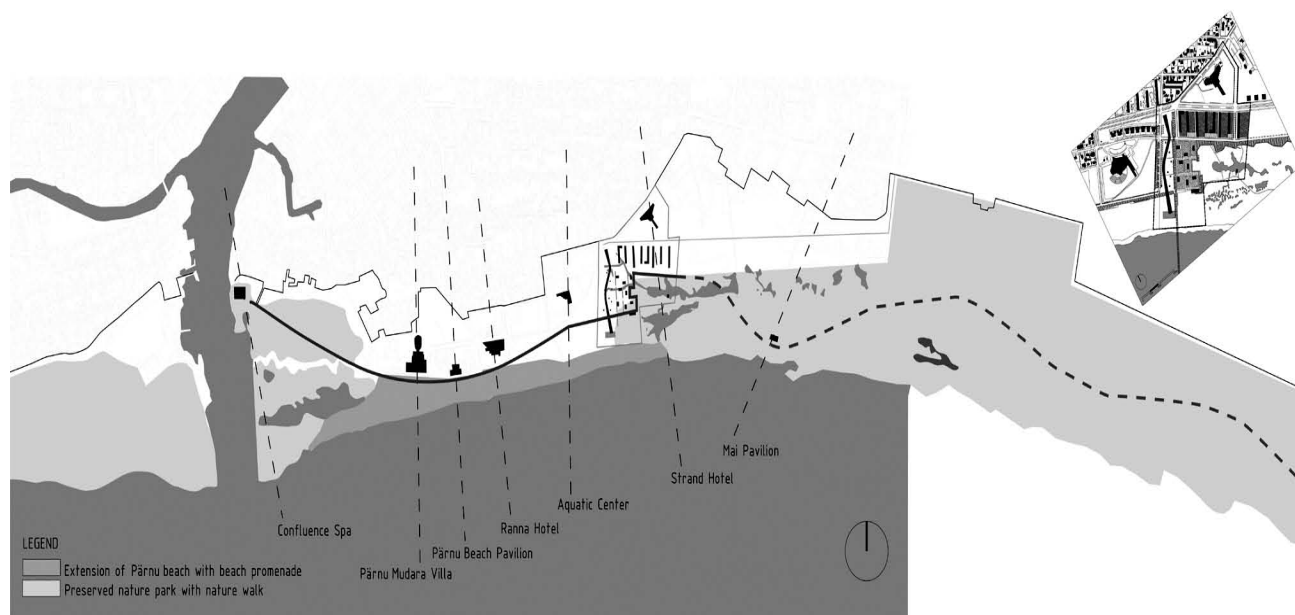 Mai Pavilion
Strand Hotel
Aquatic Center
Ranna Hotel
Confluence Spa
Pärnu Beach Pavilion
Pärnu Mudara Villa
LEGEND
Extension of Pärnu beach with beach promenade
Preserved nature park with nature walk